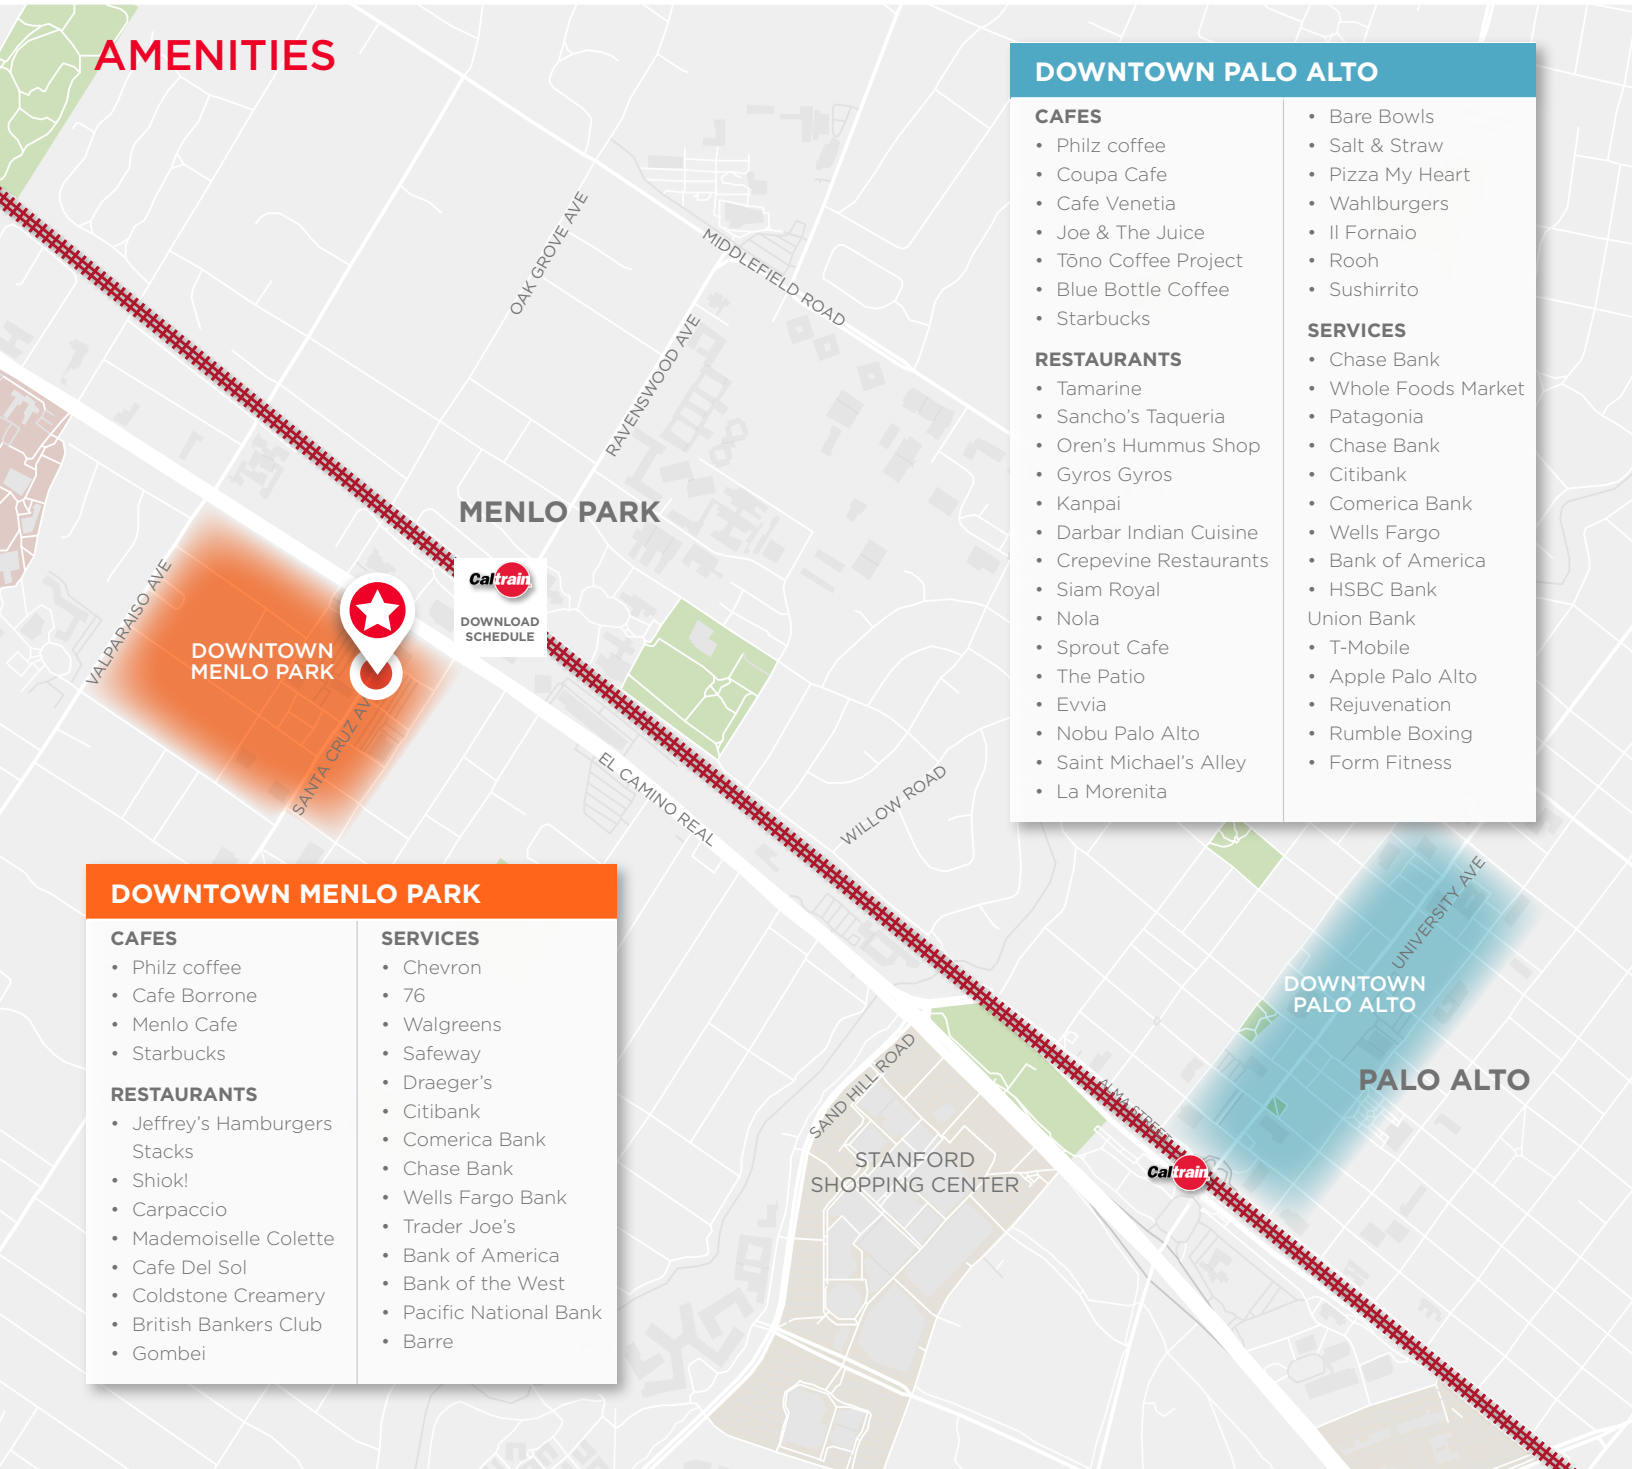 AMENITIES
DOWNTOWN PALO ALTO
CAFES
• Philz coffee
• Coupa Cafe
• Cafe Venetia
• Joe & The Juice
• Tōno Coffee Project
• Blue Bottle Coffee
• Starbucks
RESTAURANTS
• Tamarine
• Sancho's Taqueria
• Oren's Hummus Shop
• Gyros Gyros
• Kanpai
• Darbar Indian Cuisine
• Crepevine Restaurants
• Siam Royal
• Nola
• Sprout Cafe
• The Patio
• Evvia
• Nobu Palo Alto
• Saint Michael's Alley
• La Morenita
• Bare Bowls
• Salt & Straw
• Pizza My Heart
• Wahlburgers
• Il Fornaio
• Rooh
• Sushirrito
SERVICES
• Chase Bank
• Whole Foods Market
• Patagonia
• Chase Bank
• Citibank
• Comerica Bank
• Wells Fargo
• Bank of America
• HSBC Bank
Union Bank
• T-Mobile
• Apple Palo Alto
• Rejuvenation
• Rumble Boxing
• Form Fitness
OAK GROVE AVE
MIDDLEFIELD ROAD
RAVENSWOOD AVE
MENLO PARK
Caltrain
DOWNLOAD
SCHEDULE
VALPARAISO AVE
DOWNTOWN
MENLO PARK
SANTA CRUZ AV
EL CAMINO REAL
WILLOW ROAD
UNIVERSITY AVE
DOWNTOWN
PALO ALTO
PALO ALTO
SAND HILL ROAD
ALMA STREET
Caltrain
STANFORD
SHOPPING CENTER
DOWNTOWN MENLO PARK
CAFES
• Philz coffee
• Cafe Borrone
• Menlo Cafe
• Starbucks
RESTAURANTS
• Jeffrey's Hamburgers
Stacks
• Shiok!
• Carpaccio
• Mademoiselle Colette
• Cafe Del Sol
• Coldstone Creamery
• British Bankers Club
• Gombei
SERVICES
• Chevron
• 76
• Walgreens
• Safeway
• Draeger's
• Citibank
• Comerica Bank
• Chase Bank
• Wells Fargo Bank
• Trader Joe's
• Bank of America
• Bank of the West
• Pacific National Bank
• Barre